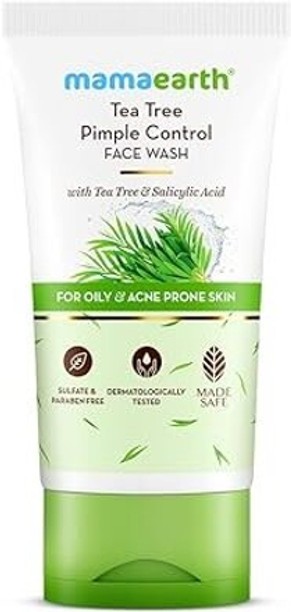 mamaearth®
Tea Tree
Pimple Control
FACE WASH
with Tea Tree & Salicylic Acid
FOR OILY & ACNE PRONE SKIN
SULFATE &
PARABEN FREE
DERMATOLOGICALLY
TESTED
MADE
SAFE